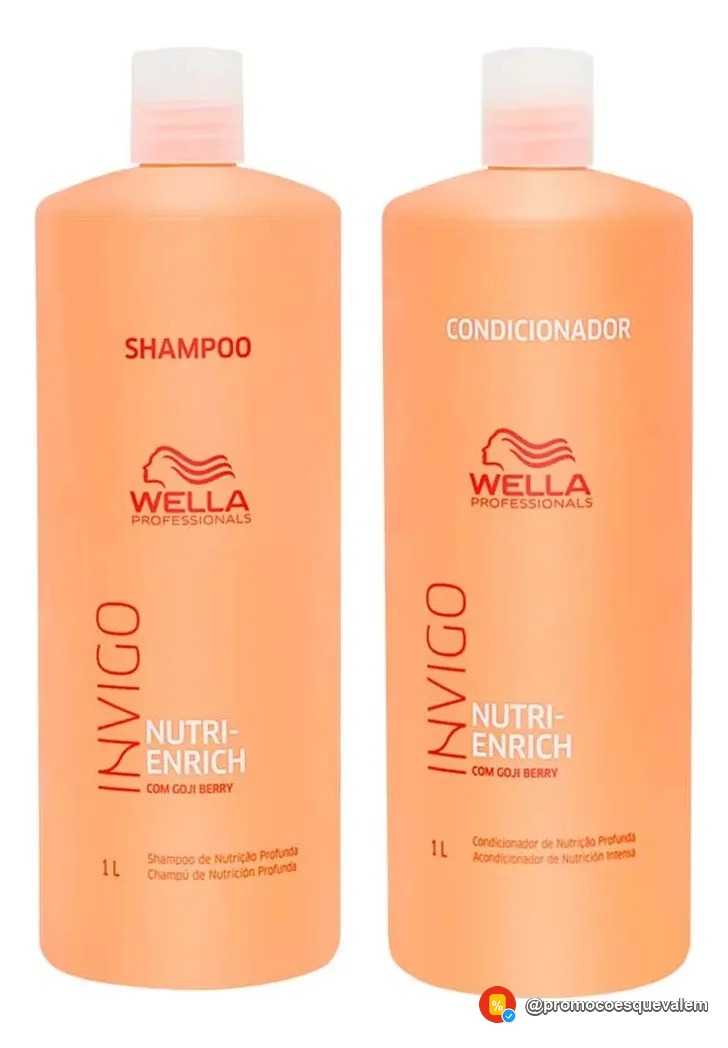 SHAMPOO
WELLA
PROFESSIONALS
INVIGO
NUTRI-
ENRICH
COM GOJI BERRY
1 L
Shampoo de Nutrição Profunda
Champú de Nutrición Profunda
CONDICIONADOR
WELLA
PROFESSIONALS
INVIGO
NUTRI-
ENRICH
COM GOJI BERRY
1 L
Condicionador de Nutrição Profunda
Acondicionador de Nutrición Intensa
%
@promocoesquevalem